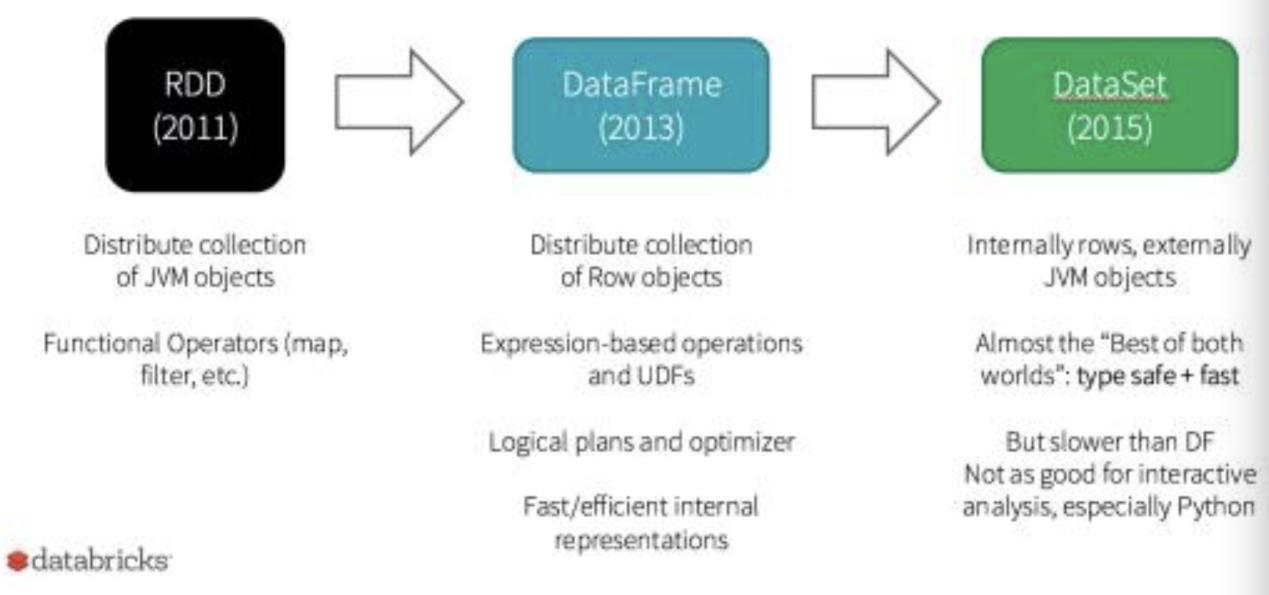 RDD
(2011)
DataFrame
(2013)
DataSet
(2015)
Distribute collection
of JVM objects
Functional Operators (map,
filter, etc.)
Distribute collection
of Row objects
Expression-based operations
and UDFs
Logical plans and optimizer
Fast/efficient internal
representations
Internally rows, externally
JVM objects
Almost the “Best of both
worlds”: type safe + fast
But slower than DF
Not as good for interactive
analysis, especially Python
databricks